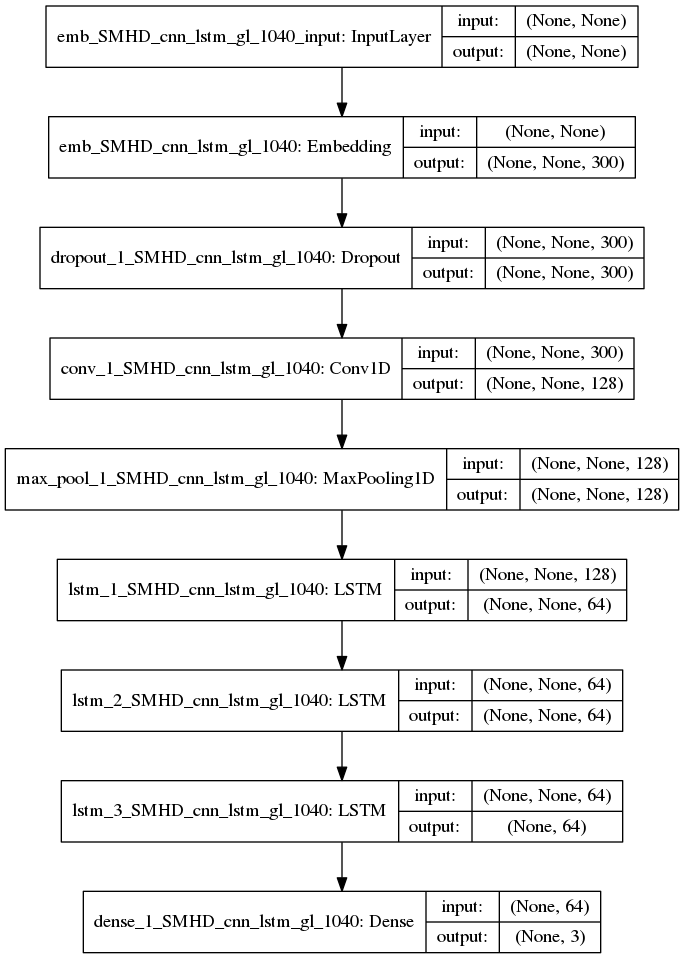 emb_SMHD_cnn_lstm_gl_1040_input: InputLayer
input: (None, None)
output: (None, None)
emb_SMHD_cnn_lstm_gl_1040: Embedding
input: (None, None)
output: (None, None, 300)
dropout_1_SMHD_cnn_lstm_gl_1040: Dropout
input: (None, None, 300)
output: (None, None, 300)
conv_1_SMHD_cnn_lstm_gl_1040: Conv1D
input: (None, None, 300)
output: (None, None, 128)
max_pool_1_SMHD_cnn_lstm_gl_1040: MaxPooling1D
input: (None, None, 128)
output: (None, None, 128)
lstm_1_SMHD_cnn_lstm_gl_1040: LSTM
input: (None, None, 128)
output: (None, None, 64)
lstm_2_SMHD_cnn_lstm_gl_1040: LSTM
input: (None, None, 64)
output: (None, None, 64)
lstm_3_SMHD_cnn_lstm_gl_1040: LSTM
input: (None, None, 64)
output: (None, 64)
dense_1_SMHD_cnn_lstm_gl_1040: Dense
input: (None, 64)
output: (None, 3)